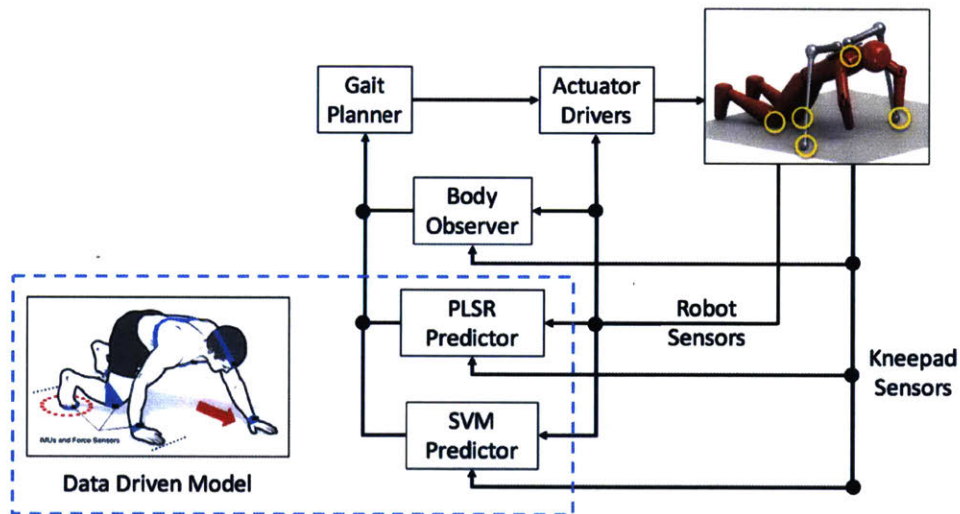 Gait
Planner
Actuator
Drivers
Body
Observer
PLSR
Predictor
Robot
Sensors
Kneepad
Sensors
SVM
Predictor
IMUs and Force Sensors
Data Driven Model